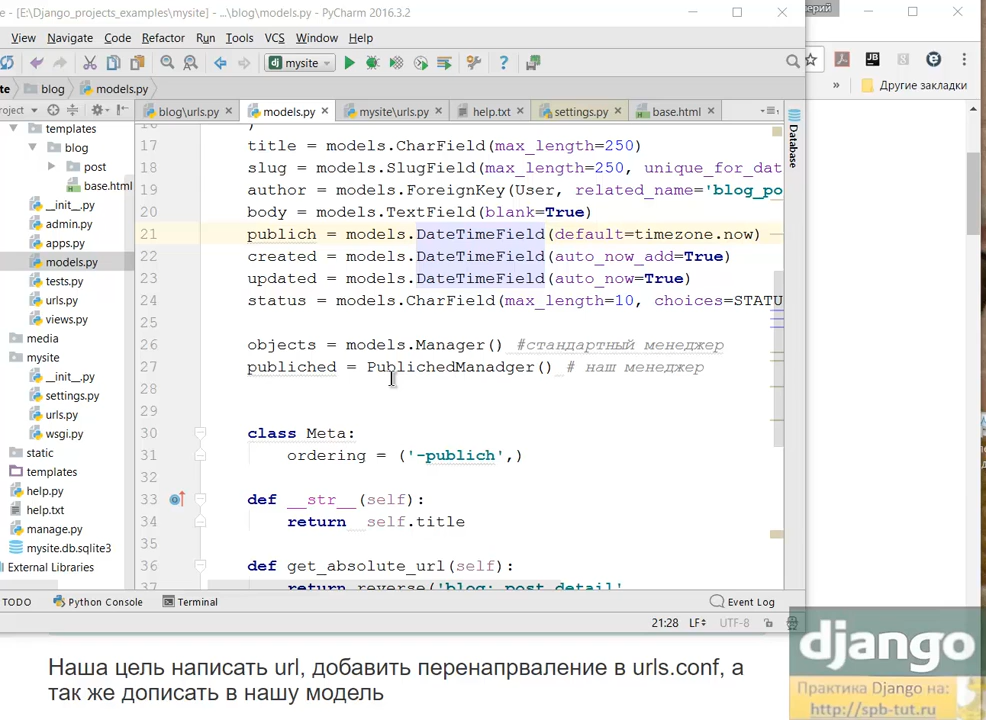 e - [E:\Django_projects_examples\mysite] - ...\blog\models.py - PyCharm 2016.3.2
View Navigate Code Refactor Run Tools VCS Window Help
mysite
Другие закладки
blog models.py
blog\urls.py models.py mysite\urls.py help.txt settings.py base.html
templates
blog
post
base.html
__init__.py
admin.py
apps.py
models.py
tests.py
urls.py
views.py
media
mysite
__init__.py
settings.py
urls.py
wsgi.py
static
templates
help.py
help.txt
manage.py
mysite.db.sqlite3
External Libraries
17 title = models.CharField(max_length=250)
18 slug = models.SlugField(max_length=250, unique_for_dat
19 author = models.ForeignKey(User, related_name='blog_po
20 body = models.TextField(blank=True)
21 publich = models.DateTimeField(default=timezone.now)
22 created = models.DateTimeField(auto_now_add=True)
23 updated = models.DateTimeField(auto_now=True)
24 status = models.CharField(max_length=10, choices=STATU
25
26 objects = models.Manager() #стандартный менеджер
27 publiched = PublichedManadger() # наш менеджер
28
29
30 class Meta:
31 ordering = ('-publich',)
32
33 def __str__(self):
34 return self.title
35
36 def get_absolute_url(self):
37 return reverse('blog: post_detail'
Database
TODO Python Console Terminal Event Log
21:28 LF UTF-8
Наша цель написать url, добавить перенапрваление в urls.conf, а
так же дописать в нашу модель
django
Практика Django на:
http://spb-tut.ru